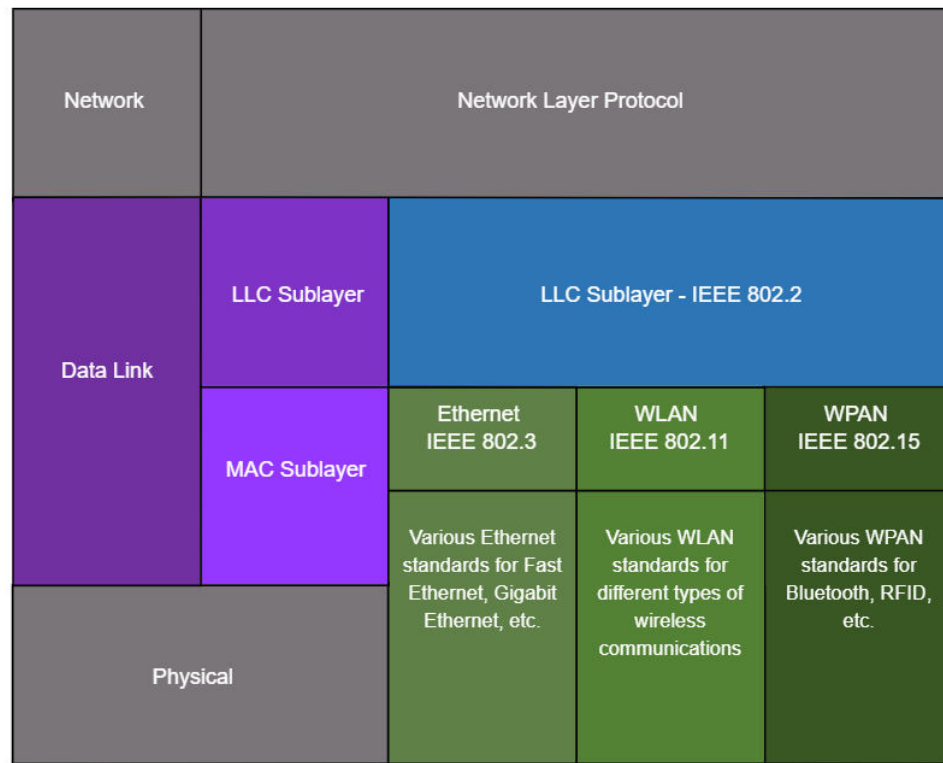 Network
Network Layer Protocol
Data Link
LLC Sublayer
LLC Sublayer - IEEE 802.2
MAC Sublayer
Ethernet
IEEE 802.3
WLAN
IEEE 802.11
WPAN
IEEE 802.15
Various Ethernet
standards for Fast
Ethernet, Gigabit
Ethernet, etc.
Various WLAN
standards for
different types of
wireless
communications
Various WPAN
standards for
Bluetooth, RFID,
etc.
Physical